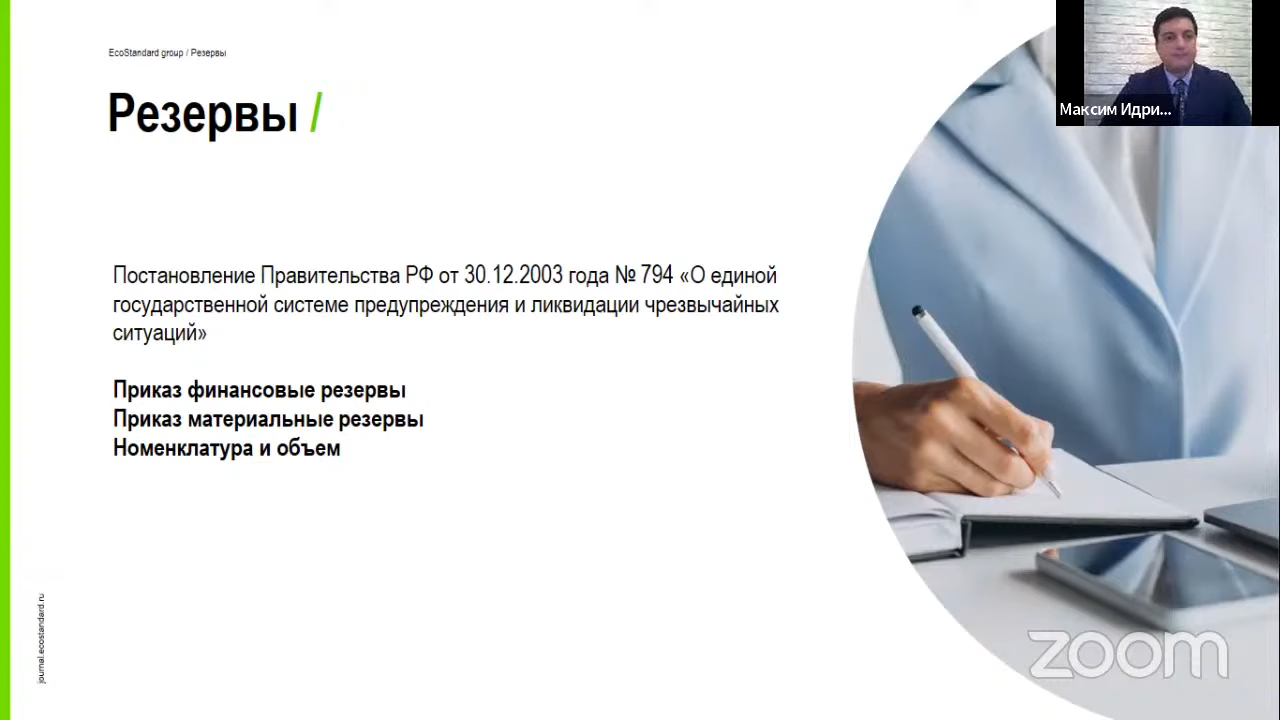 EcoStandard group / Резервы
Резервы /
Максим Идри...
Постановление Правительства РФ от 30.12.2003 года № 794 «О единой
государственной системе предупреждения и ликвидации чрезвычайных
ситуаций»
Приказ финансовые резервы
Приказ материальные резервы
Номенклатура и объем
journal.ecostandard.ru
zoom